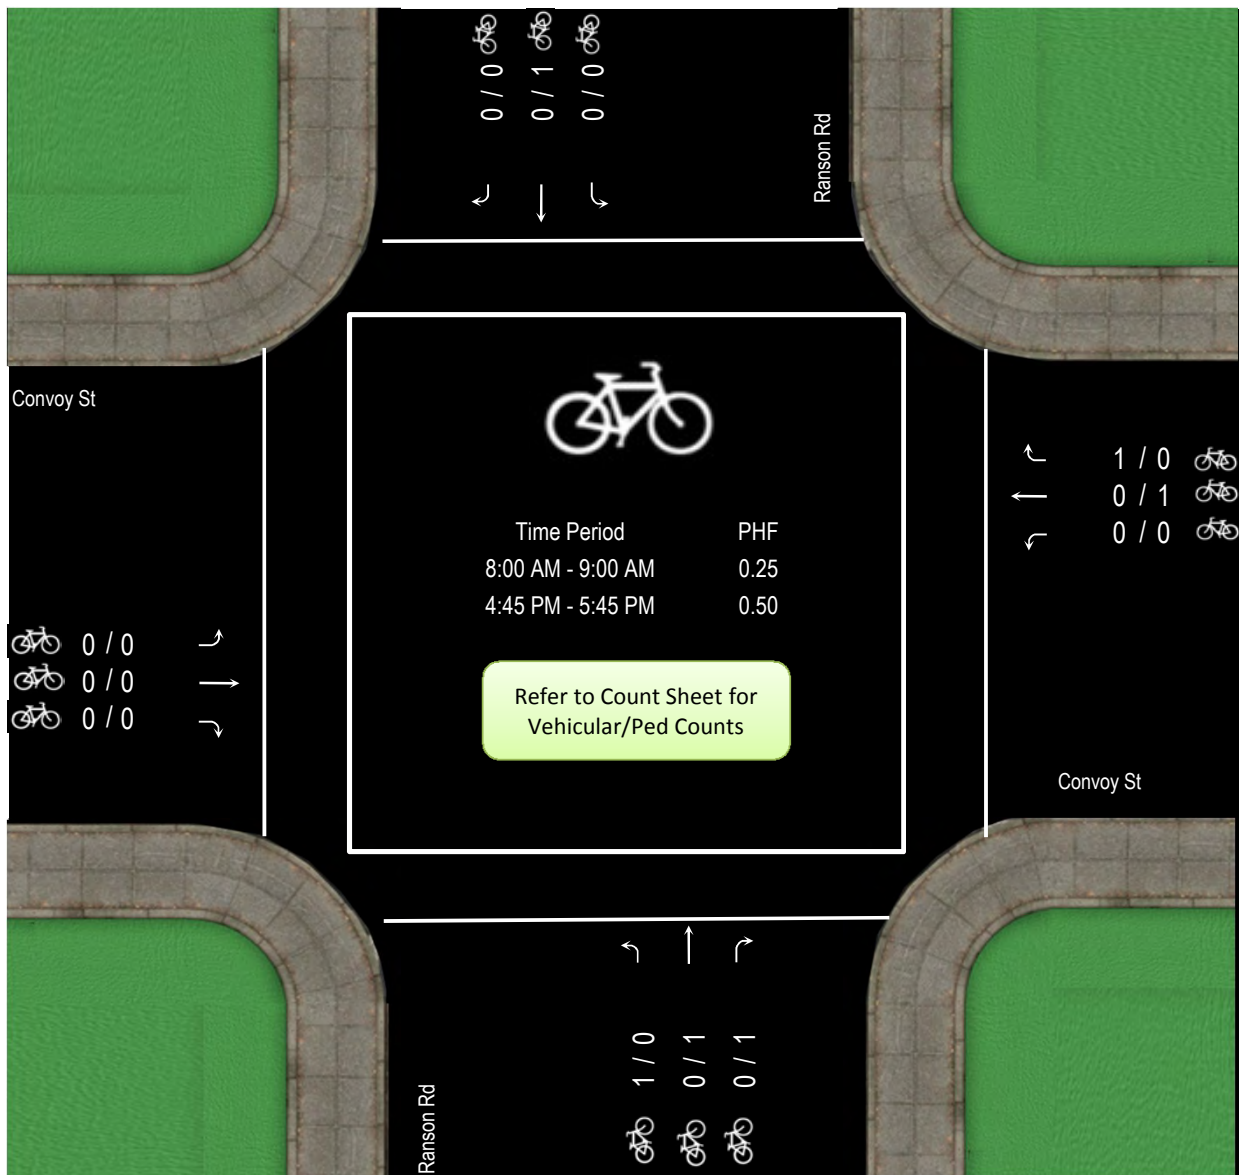 0 / 0
0 / 1
0 / 0
Ranson Rd
Convoy St
1 / 0
0 / 1
0 / 0
Time Period PHF
8:00 AM - 9:00 AM 0.25
4:45 PM - 5:45 PM 0.50
0 / 0
0 / 0
0 / 0
Refer to Count Sheet for
Vehicular/Ped Counts
Convoy St
Ranson Rd
1 / 0
0 / 1
0 / 1